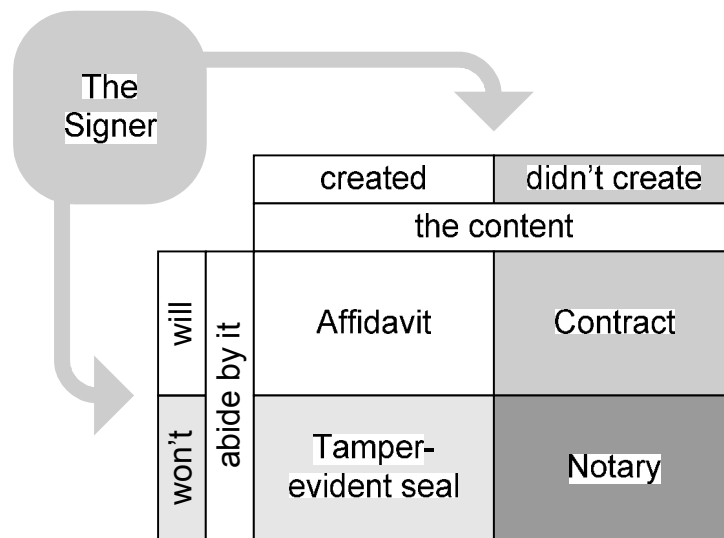 The
Signer
created
didn't create
the content
will
abide by it
Affidavit
Contract
won't
Tamper-
evident seal
Notary